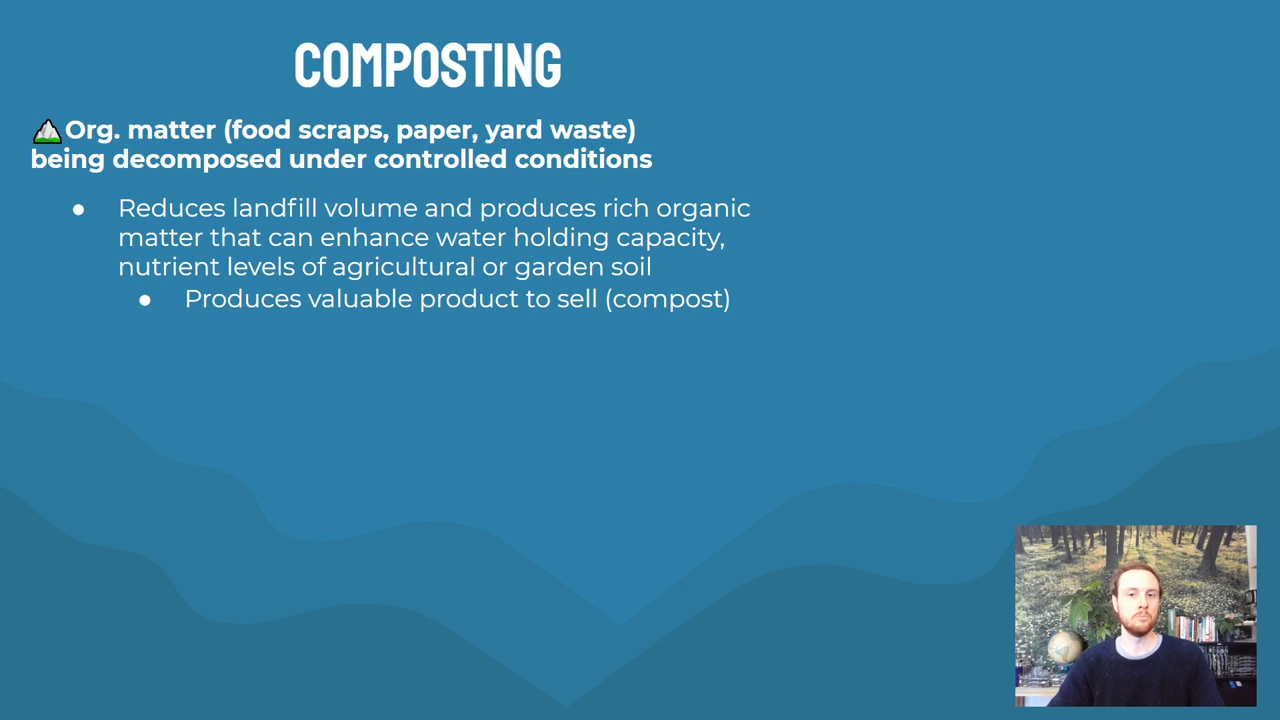 COMPOSTING
Org. matter (food scraps, paper, yard waste)
being decomposed under controlled conditions
● Reduces landfill volume and produces rich organic
matter that can enhance water holding capacity,
nutrient levels of agricultural or garden soil
● Produces valuable product to sell (compost)